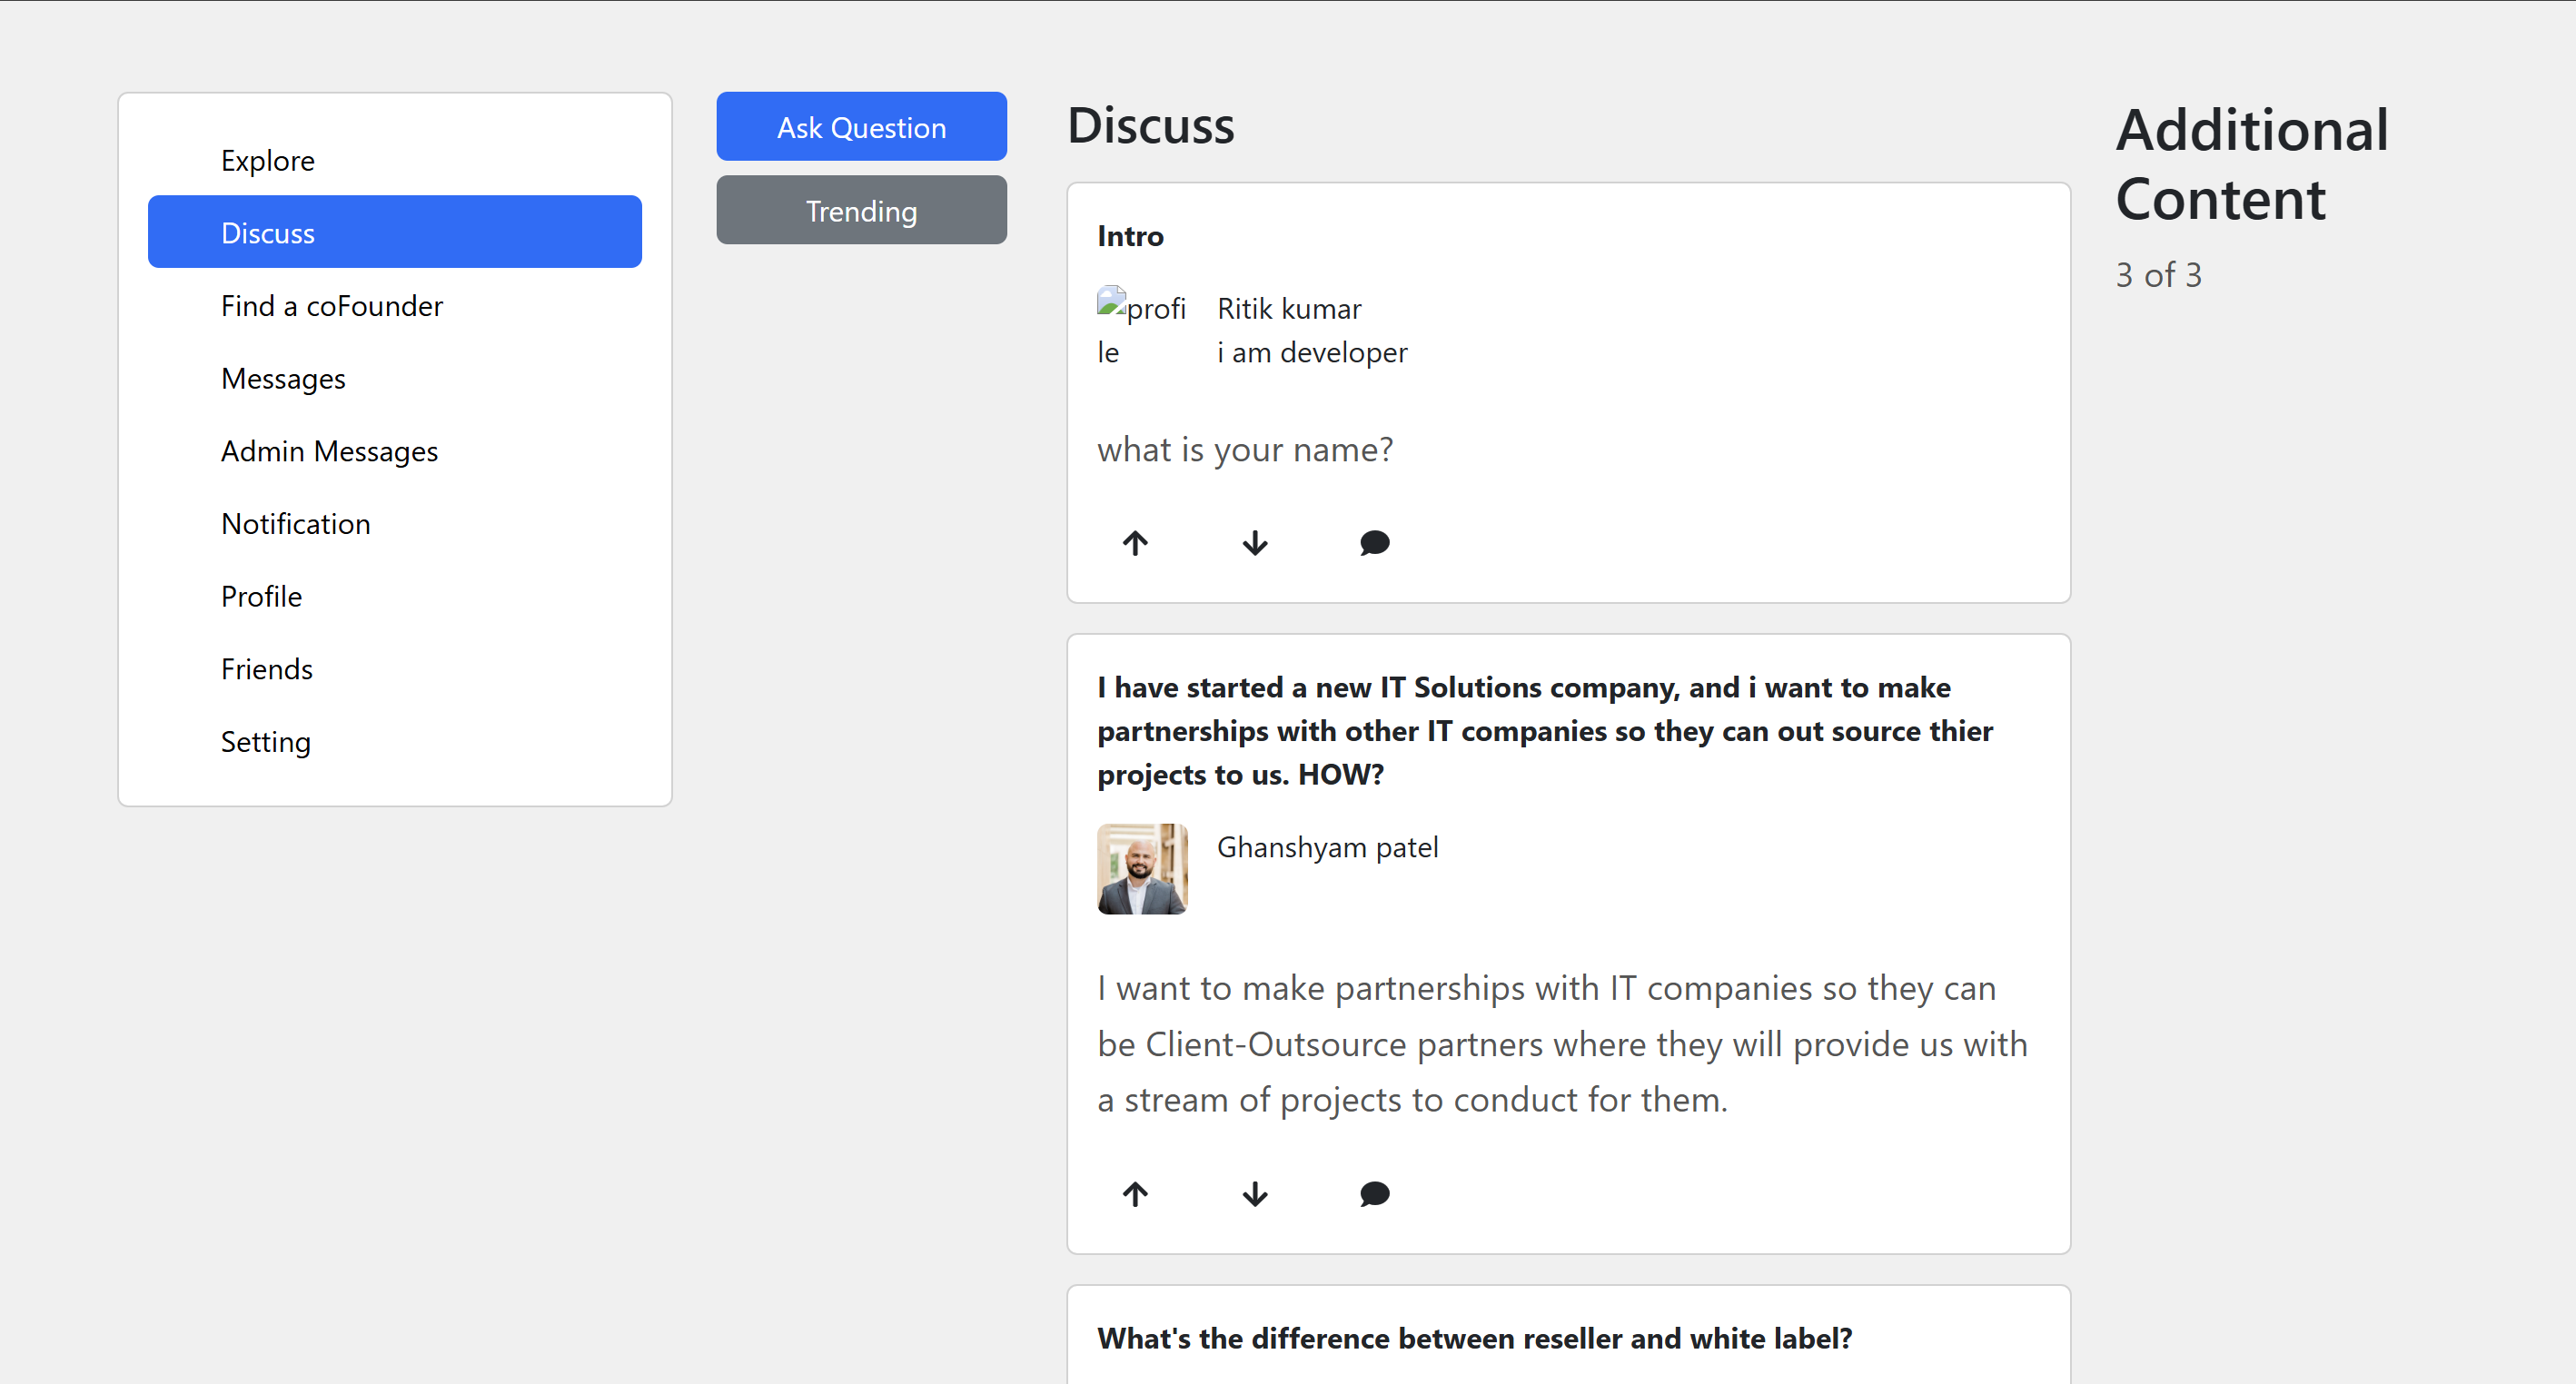 Explore
Discuss
Find a coFounder
Messages
Admin Messages
Notification
Profile
Friends
Setting
Ask Question
Trending
Discuss
Intro
profi
le
Ritik kumar
i am developer
what is your name?
I have started a new IT Solutions company, and i want to make
partnerships with other IT companies so they can out source thier
projects to us. HOW?
Ghanshyam patel
I want to make partnerships with IT companies so they can
be Client-Outsource partners where they will provide us with
a stream of projects to conduct for them.
What's the difference between reseller and white label?
Additional
Content
3 of 3